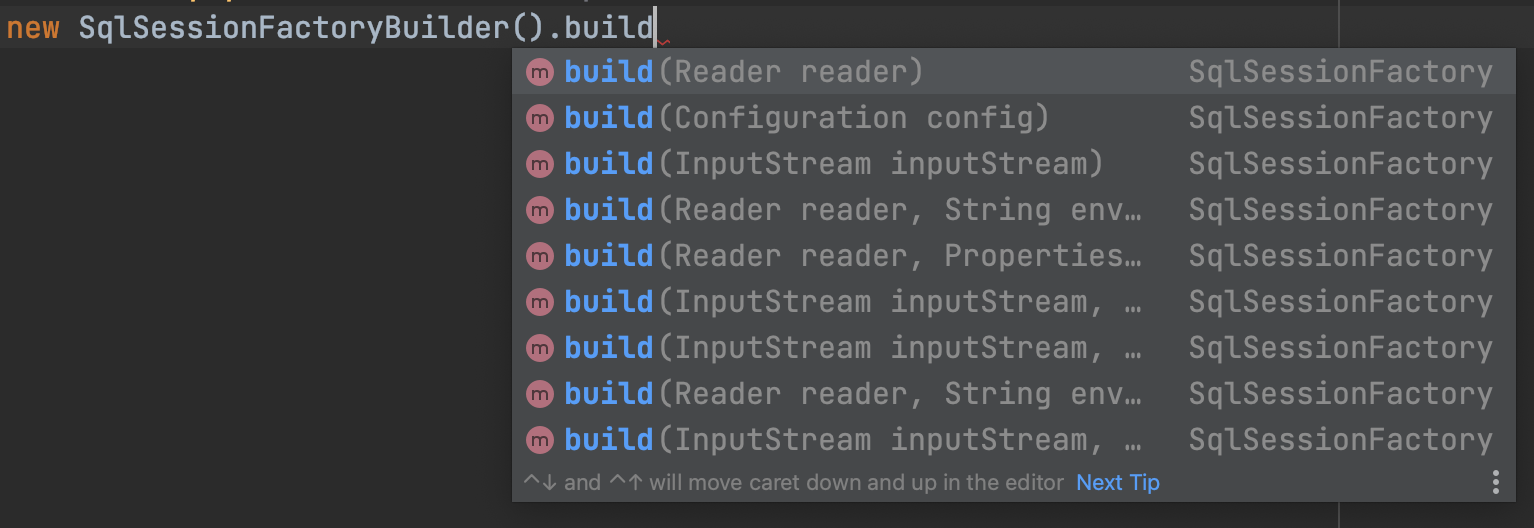 new SqlSessionFactoryBuilder().build
m build(Reader reader) SqlSessionFactory
m build(Configuration config) SqlSessionFactory
m build(InputStream inputStream) SqlSessionFactory
m build(Reader reader, String env… SqlSessionFactory
m build(Reader reader, Properties… SqlSessionFactory
m build(InputStream inputStream, … SqlSessionFactory
m build(InputStream inputStream, … SqlSessionFactory
m build(Reader reader, String env… SqlSessionFactory
m build(InputStream inputStream, … SqlSessionFactory
^↓ and ^↑ will move caret down and up in the editor Next Tip